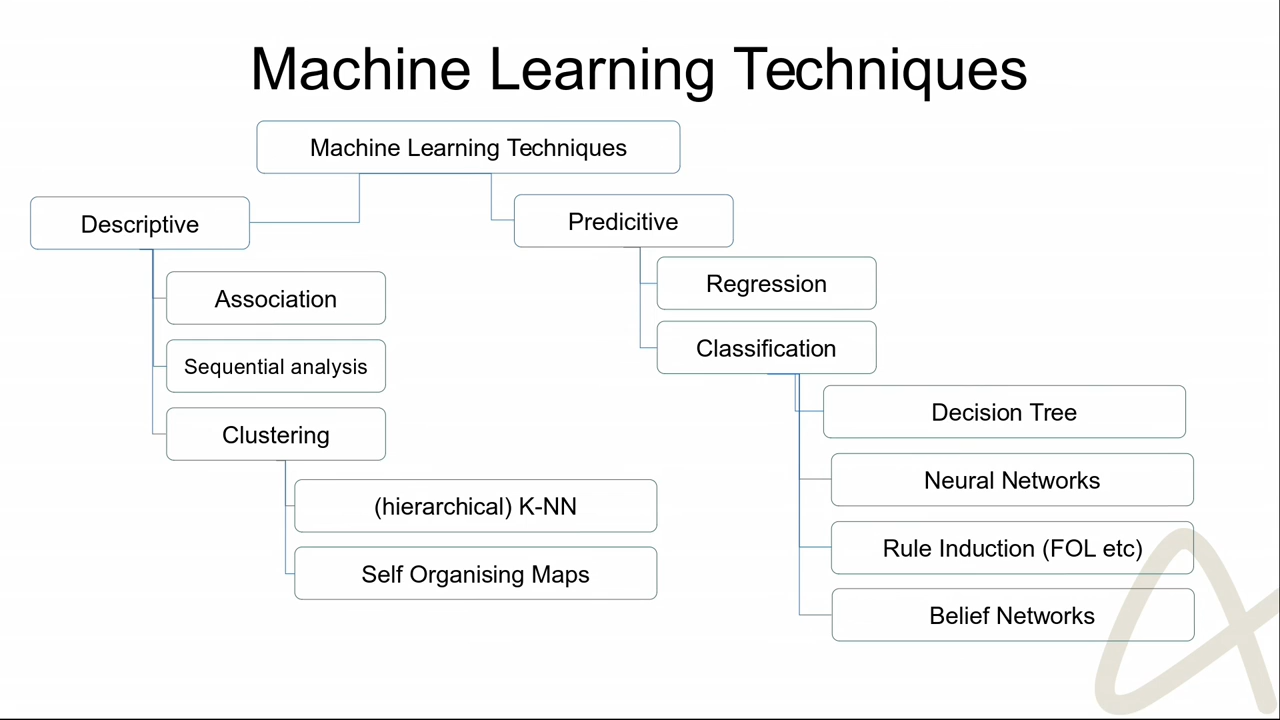 Machine Learning Techniques
Machine Learning Techniques
Descriptive
Association
Sequential analysis
Clustering
(hierarchical) K-NN
Self Organising Maps
Predicitive
Regression
Classification
Decision Tree
Neural Networks
Rule Induction (FOL etc)
Belief Networks